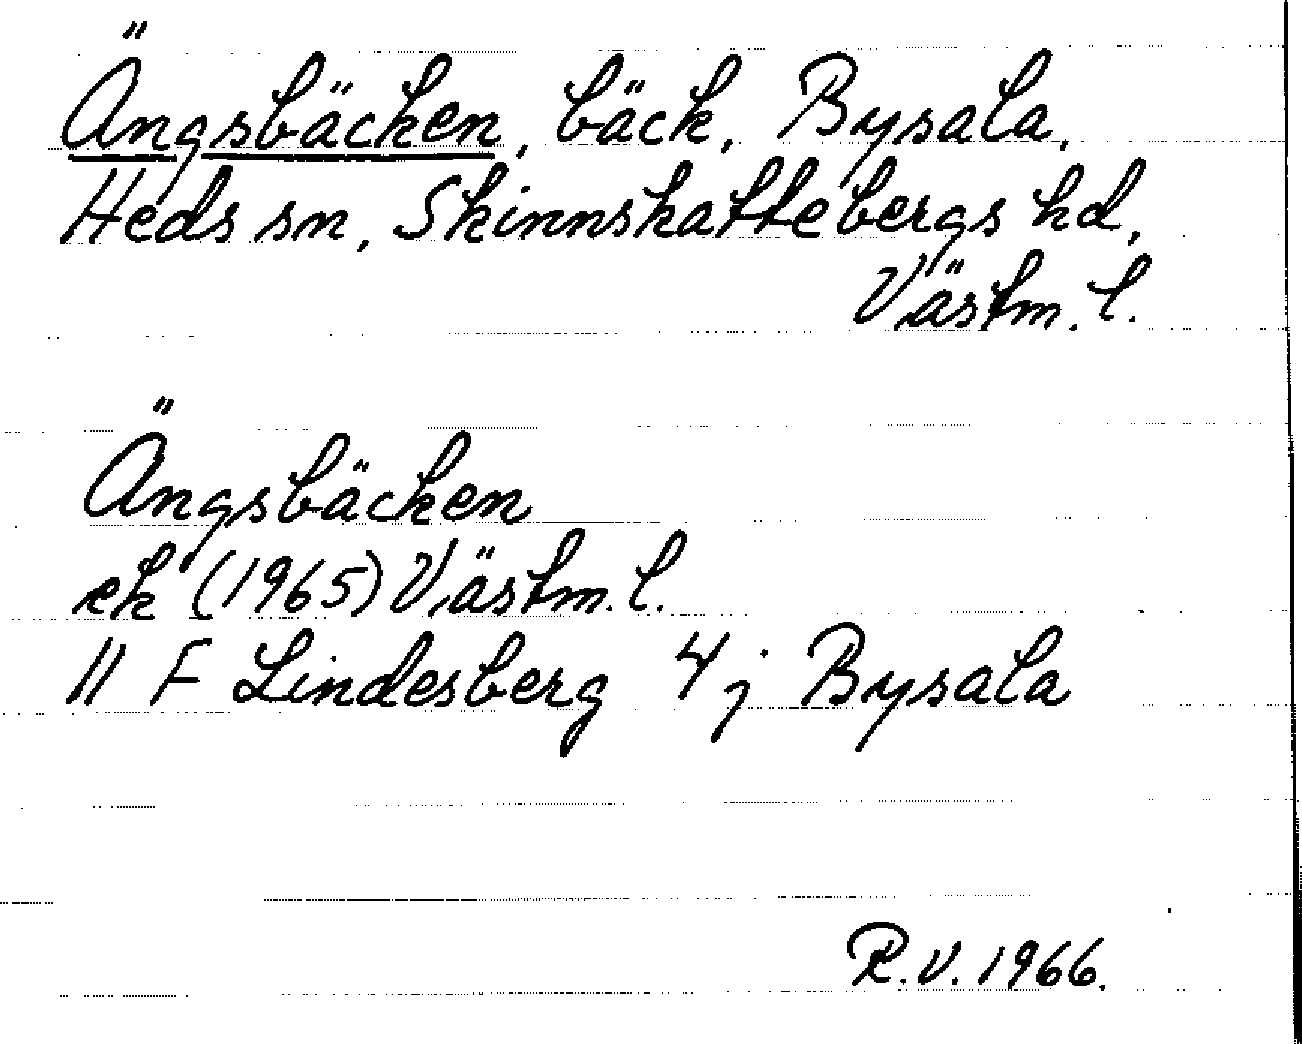 Ängsbäcken, bäck, Bysala,
Heds sn, Skinnskattebergs hd,
Västm. l.
Ängsbäcken
ek (1965) Västm. l.
11 F Lindesberg 4 j Bysala
R.V. 1966.